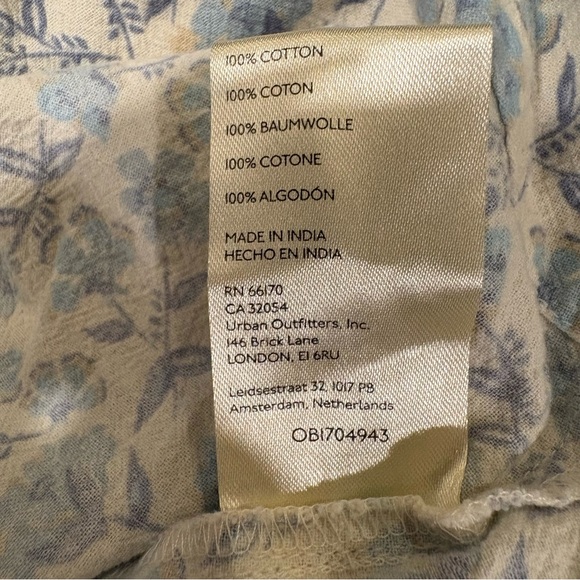 100% COTTON
100% COTON
100% BAUMWOLLE
100% COTONE
100% ALGODÓN
MADE IN INDIA
HECHO EN INDIA
RN 66170
CA 32054
Urban Outfitters, Inc.
146 Brick Lane
LONDON, E1 6RU
Leidsestraat 32, 1017 PB
Amsterdam, Netherlands
OB1704943